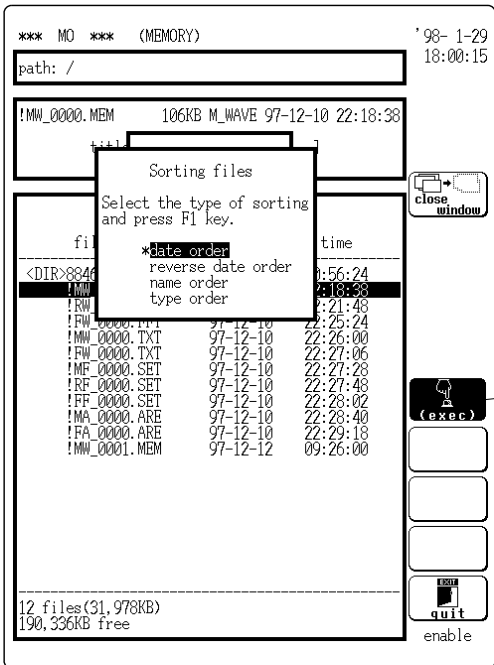 *** MO *** (MEMORY)
'98- 1-29
18:00:15
path: /
!MW_0000.MEM 106KB M_WAVE 97-12-10 22:18:38
Sorting files
Select the type of sorting
and press F1 key.
*date order
reverse date order
name order
type order
close
window
time
<DIR>8846 :56:24
!MW :18:38
!RW :21:48
!FW_0000. 97-12-10 22:25:24
!MW_0000.TXT 97-12-10 22:26:00
!FW_0000.TXT 97-12-10 22:27:06
!MF_0000.SET 97-12-10 22:27:28
!RF_0000.SET 97-12-10 22:27:48
!FF_0000.SET 97-12-10 22:28:02
!MA_0000.ARE 97-12-10 22:28:40
!FA_0000.ARE 97-12-10 22:29:18
!MW_0001.MEM 97-12-12 09:26:00
(exec)
12 files(31,978KB)
190,336KB free
EXIT
quit
enable